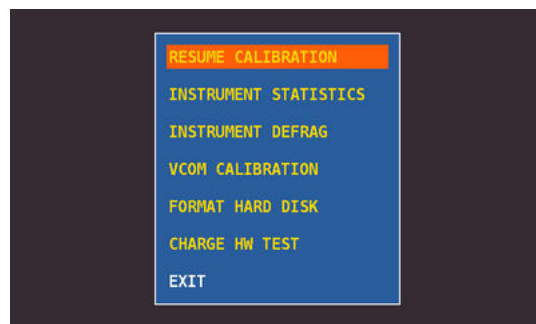 RESUME CALIBRATION
INSTRUMENT STATISTICS
INSTRUMENT DEFRAG
VCOM CALIBRATION
FORMAT HARD DISK
CHARGE HW TEST
EXIT